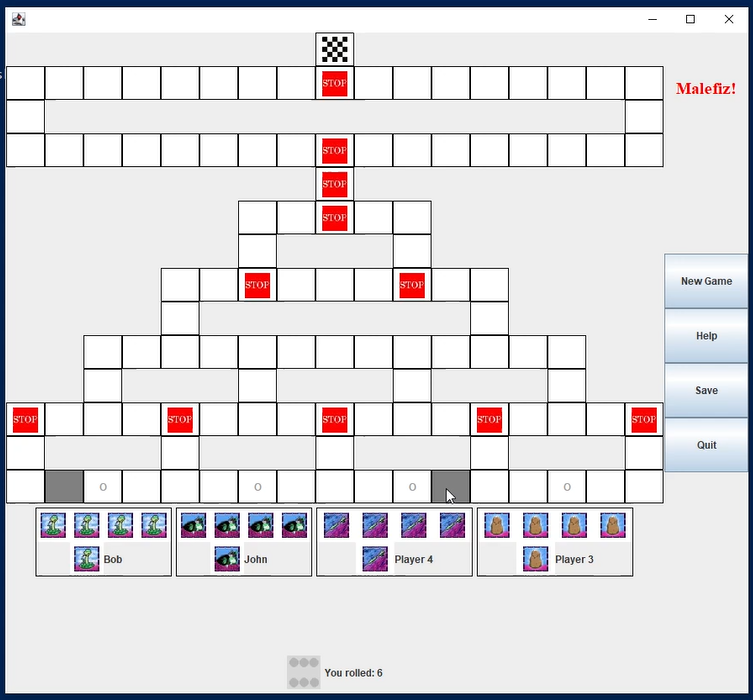 STOP
Malefiz!
STOP
STOP
STOP
STOP STOP
New Game
Help
Save
STOP STOP STOP STOP STOP
Quit
O O O O
Bob John Player 4 Player 3
You rolled: 6